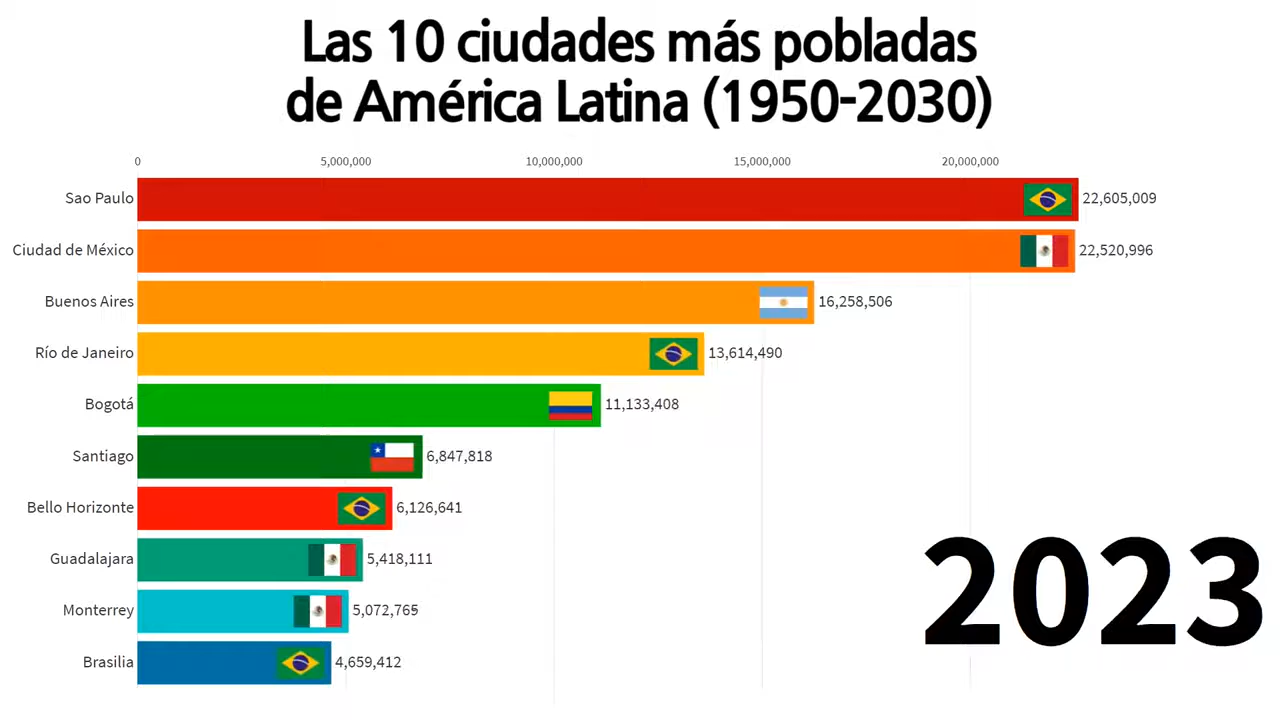 Las 10 ciudades más pobladas
de América Latina (1950-2030)
0 5,000,000 10,000,000 15,000,000 20,000,000
Sao Paulo 22,605,009
Ciudad de México 22,520,996
Buenos Aires 16,258,506
Río de Janeiro 13,614,490
Bogotá 11,133,408
Santiago 6,847,818
Bello Horizonte 6,126,641
Guadalajara 5,418,111
Monterrey 5,072,765
Brasilia 4,659,412
2023